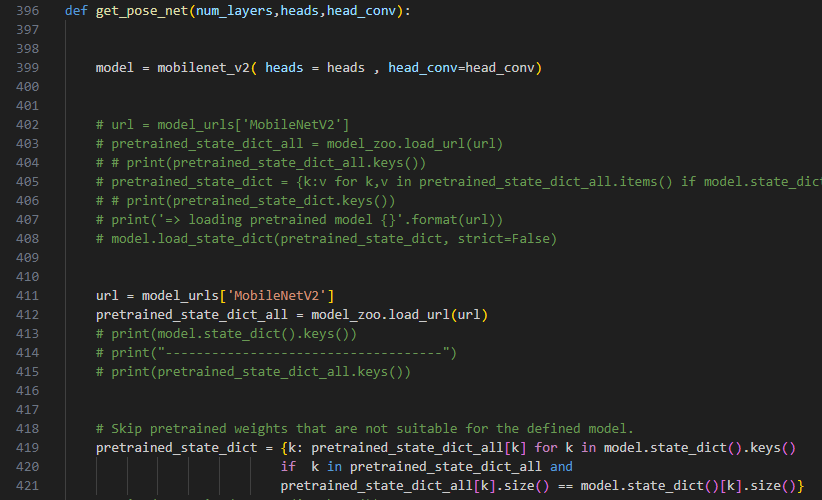 396 def get_pose_net(num_layers,heads,head_conv):
397
398
399 model = mobilenet_v2( heads = heads , head_conv=head_conv)
400
401
402 # url = model_urls['MobileNetV2']
403 # pretrained_state_dict_all = model_zoo.load_url(url)
404 # # print(pretrained_state_dict_all.keys())
405 # pretrained_state_dict = {k:v for k,v in pretrained_state_dict_all.items() if model.state_dict
406 # # print(pretrained_state_dict.keys())
407 # print('=> loading pretrained model {}'.format(url))
408 # model.load_state_dict(pretrained_state_dict, strict=False)
409
410
411 url = model_urls['MobileNetV2']
412 pretrained_state_dict_all = model_zoo.load_url(url)
413 # print(model.state_dict().keys())
414 # print("------------------------------------")
415 # print(pretrained_state_dict_all.keys())
416
417
418 # Skip pretrained weights that are not suitable for the defined model.
419 pretrained_state_dict = {k: pretrained_state_dict_all[k] for k in model.state_dict().keys()
420 if  k in pretrained_state_dict_all and
421 pretrained_state_dict_all[k].size() == model.state_dict()[k].size()}